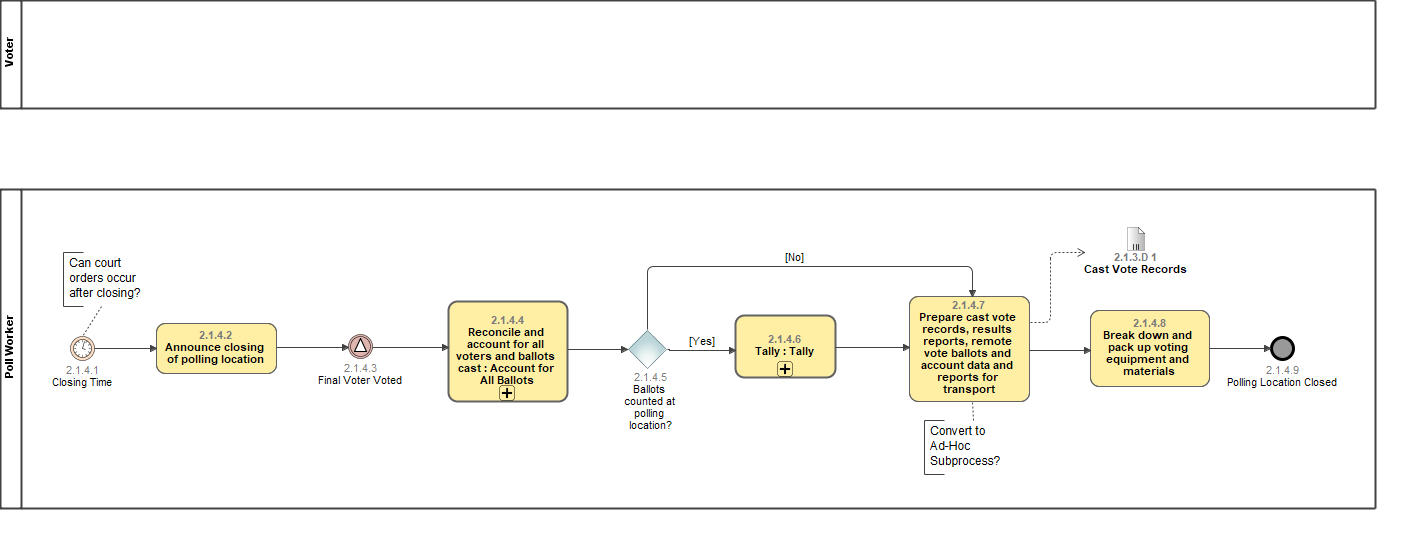 Voter
Poll Worker
Can court
orders occur
after closing?
2.1.4.1
Closing Time
2.1.4.2
Announce closing
of polling location
2.1.4.3
Final Voter Voted
2.1.4.4
Reconcile and
account for all
voters and ballots
cast : Account for
All Ballots
2.1.4.5
Ballots
counted at
polling
location?
[No]
[Yes]
2.1.4.6
Tally : Tally
2.1.4.7
Prepare cast vote
records, results
reports, remote
vote ballots and
account data and
reports for
transport
Convert to
Ad-Hoc
Subprocess?
2.1.3.D 1
Cast Vote Records
2.1.4.8
Break down and
pack up voting
equipment and
materials
2.1.4.9
Polling Location Closed